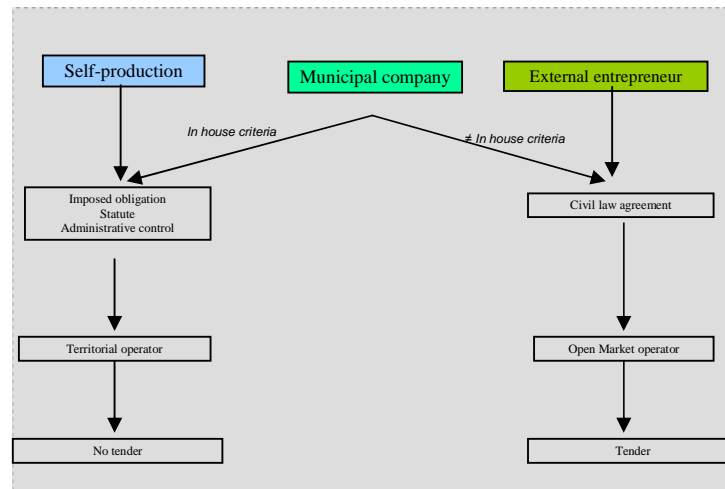 Self-production
Municipal company
External entrepreneur
In house criteria
≠ In house criteria
Imposed obligation
Statute
Administrative control
Civil law agreement
Territorial operator
Open Market operator
No tender
Tender